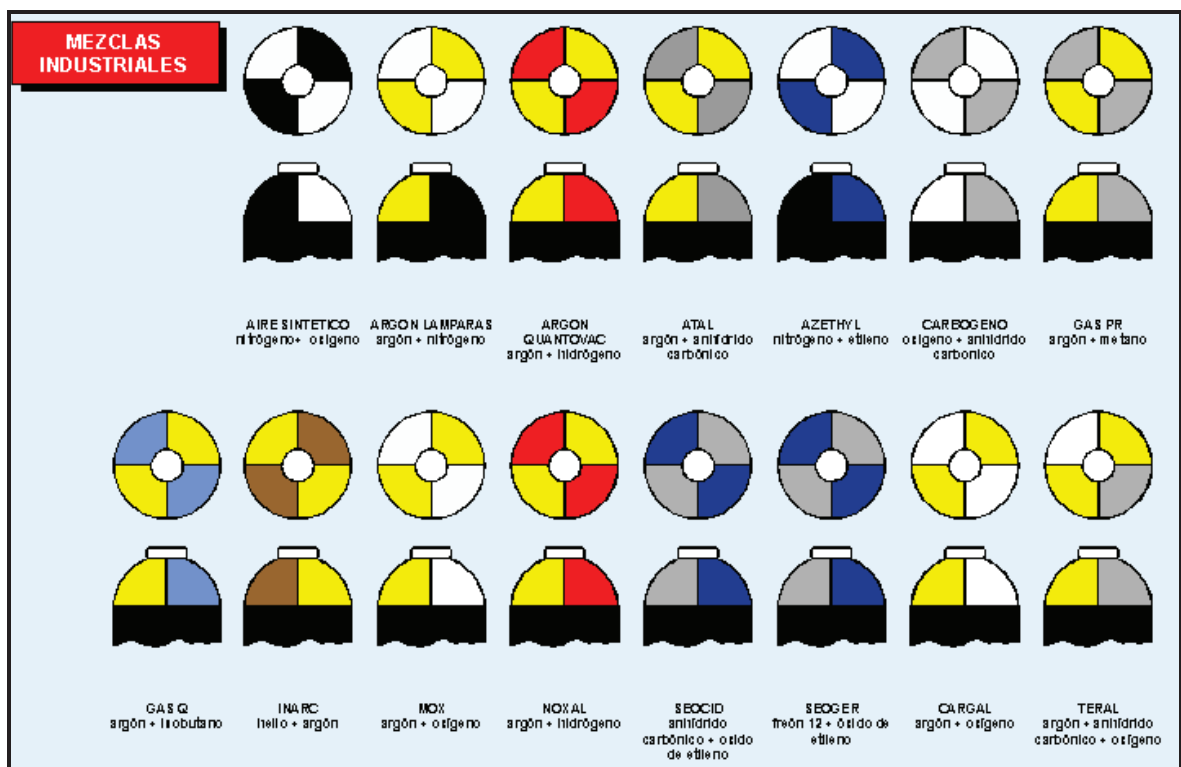 MEZCLAS
INDUSTRIALES
AIRE SINTETICO
nitrógeno+ oxígeno
ARGON LAMPARAS
argón + nitrógeno
ARGON
QUANTOVAC
argón + hidrógeno
ATAL
argón + anhídrido
carbónico
AZETHYL
nitrógeno + etileno
CARBOGENO
oxígeno + anhídrido
carbonico
GAS PR
argón + metano
GAS Q
argón + isobutano
INARC
helio + argón
MOX
argón + oxígeno
NOXAL
argón + hidrógeno
SEOCID
anhídrido
carbónico + oxido
de etileno
SEOGER
freón 12 + óxido de
etileno
CARGAL
argón + oxígeno
TERAL
argón + anhídrido
carbónico + oxígeno